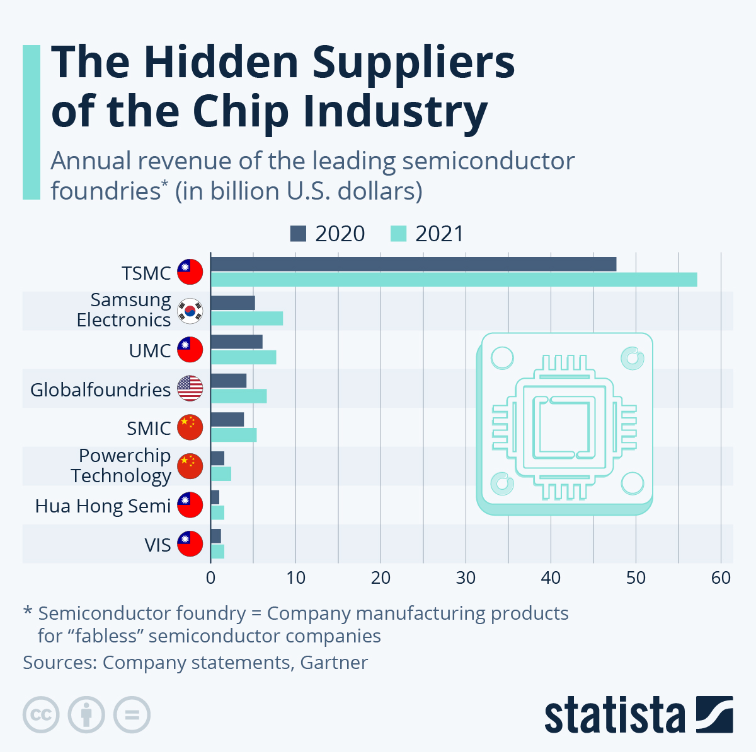 The Hidden Suppliers
of the Chip Industry
Annual revenue of the leading semiconductor
foundries* (in billion U.S. dollars)
2020 2021
TSMC
Samsung
Electronics
UMC
Globalfoundries
SMIC
Powerchip
Technology
Hua Hong Semi
VIS
0 10 20 30 40 50 60
* Semiconductor foundry = Company manufacturing products
for “fabless” semiconductor companies
Sources: Company statements, Gartner
cc
statista